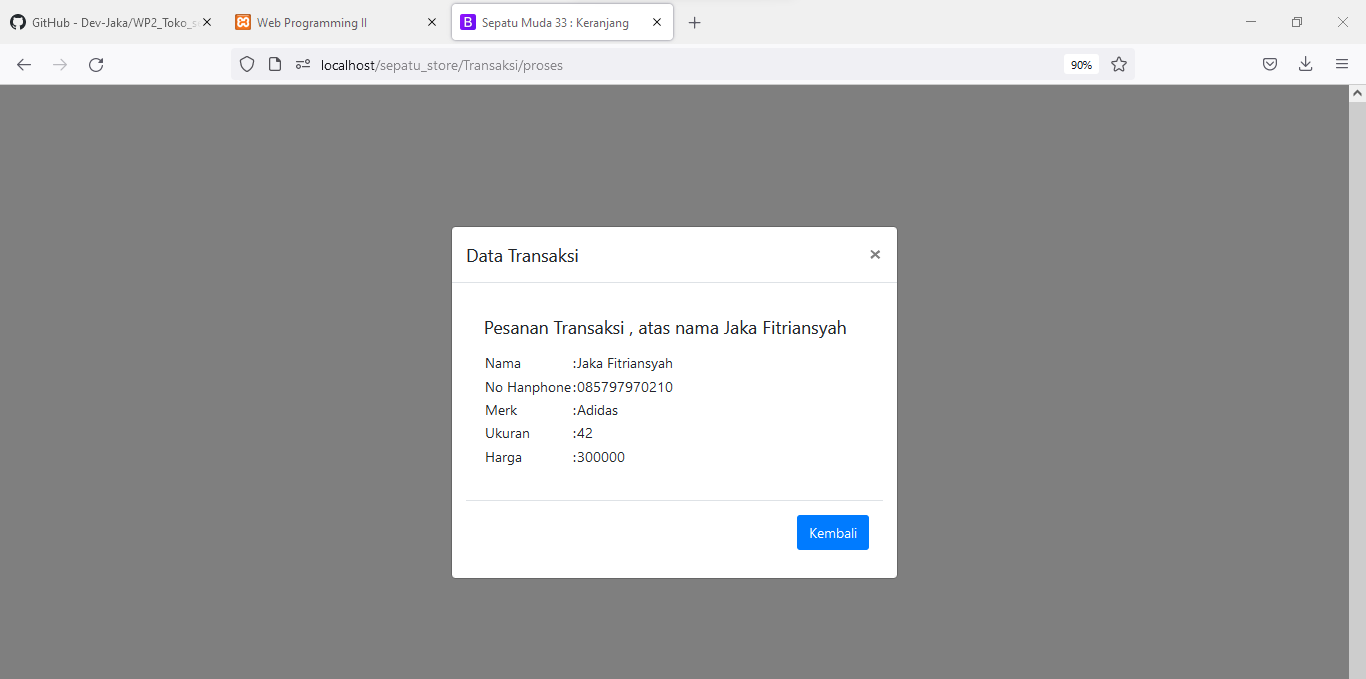 GitHub - Dev-Jaka/WP2_Toko_s
Web Programming II
B Sepatu Muda 33 : Keranjang
localhost/sepatu_store/Transaksi/proses
90%
Data Transaksi
×
Pesanan Transaksi , atas nama Jaka Fitriansyah
Nama :Jaka Fitriansyah
No Hanphone:085797970210
Merk :Adidas
Ukuran :42
Harga :300000
Kembali